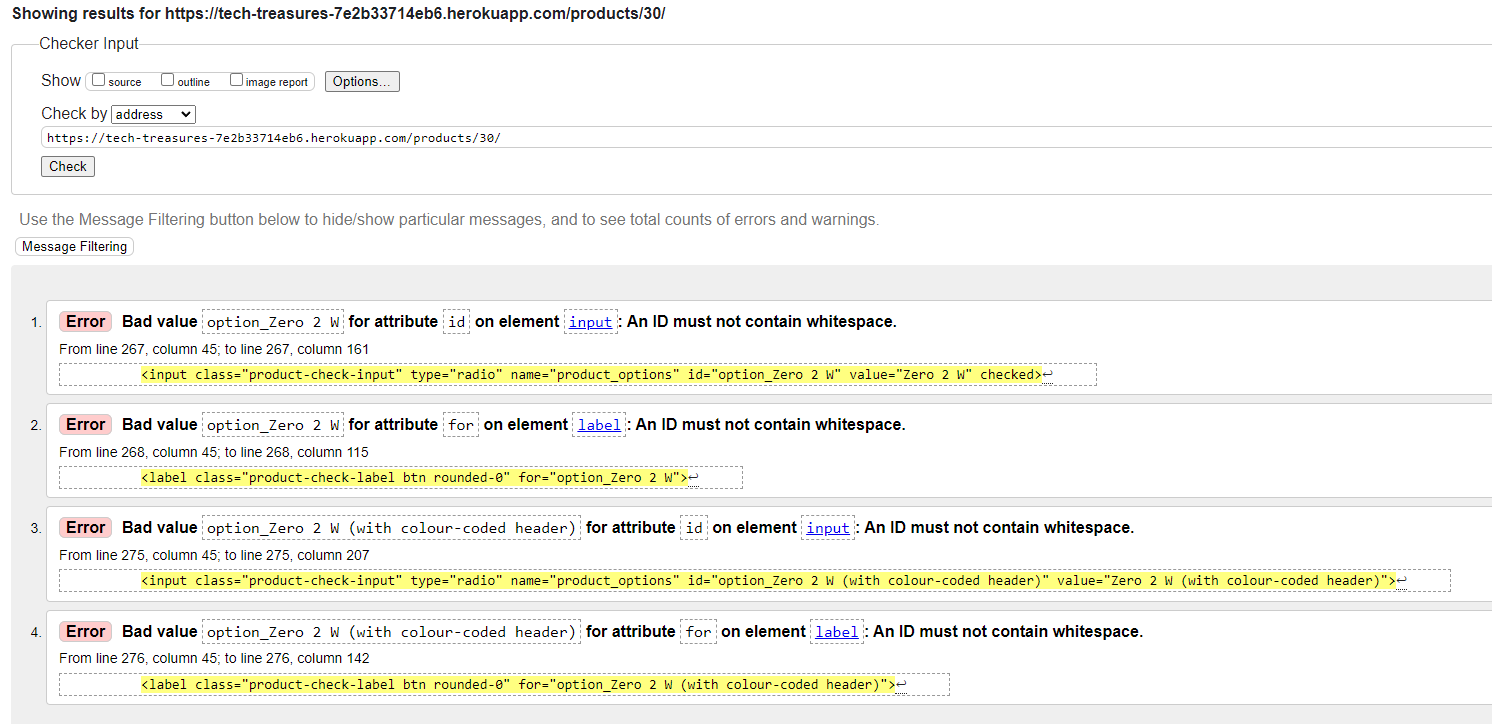 Showing results for https://tech-treasures-7e2b33714eb6.herokuapp.com/products/30/
Checker Input
Show source outline image report Options...
Check by address
https://tech-treasures-7e2b33714eb6.herokuapp.com/products/30/
Check
Use the Message Filtering button below to hide/show particular messages, and to see total counts of errors and warnings.
Message Filtering
1. Error Bad value option_Zero 2 W for attribute id on element input: An ID must not contain whitespace.
From line 267, column 45; to line 267, column 161
<input class="product-check-input" type="radio" name="product_options" id="option_Zero 2 W" value="Zero 2 W" checked>↩
2. Error Bad value option_Zero 2 W for attribute for on element label: An ID must not contain whitespace.
From line 268, column 45; to line 268, column 115
<label class="product-check-label btn rounded-0" for="option_Zero 2 W">↩
3. Error Bad value option_Zero 2 W (with colour-coded header) for attribute id on element input: An ID must not contain whitespace.
From line 275, column 45; to line 275, column 207
<input class="product-check-input" type="radio" name="product_options" id="option_Zero 2 W (with colour-coded header)" value="Zero 2 W (with colour-coded header)">↩
4. Error Bad value option_Zero 2 W (with colour-coded header) for attribute for on element label: An ID must not contain whitespace.
From line 276, column 45; to line 276, column 142
<label class="product-check-label btn rounded-0" for="option_Zero 2 W (with colour-coded header)">↩